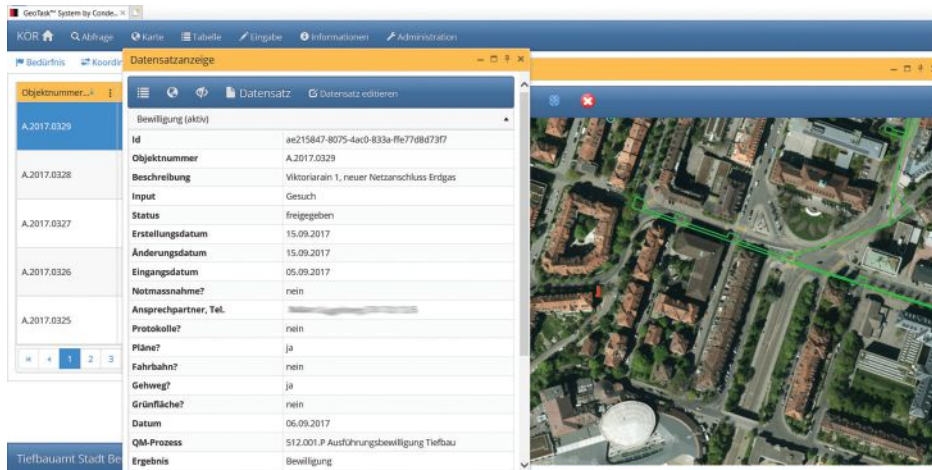 GeoTask™ System by Conde...
KÖR Abfrage Karte Tabelle Eingabe Informationen Administration
Bedürfnis Koordin
Datensatzanzeige
Objektnummer...
Datensatz Datensatz editieren
Bewilligung (aktiv)
Id ae215847-8075-4ac0-833a-ffe77d8d73f7
A.2017.0329
Objektnummer A.2017.0329
Beschreibung Viktoriarain 1, neuer Netzanschluss Erdgas
A.2017.0328
Input Gesuch
Status freigegeben
A.2017.0327
Erstellungsdatum 15.09.2017
Änderungsdatum 15.09.2017
A.2017.0326
Eingangsdatum 05.09.2017
Notmassnahme? nein
Ansprechpartner, Tel.
A.2017.0325
Protokolle? nein
Pläne? ja
1 2 3
Fahrbahn? nein
Gehweg? ja
Grünfläche? nein
Datum 06.09.2017
QM-Prozess 512.001.P Ausführungsbewilligung Tiefbau
Tiefbauamt Stadt Be
Ergebnis Bewilligung